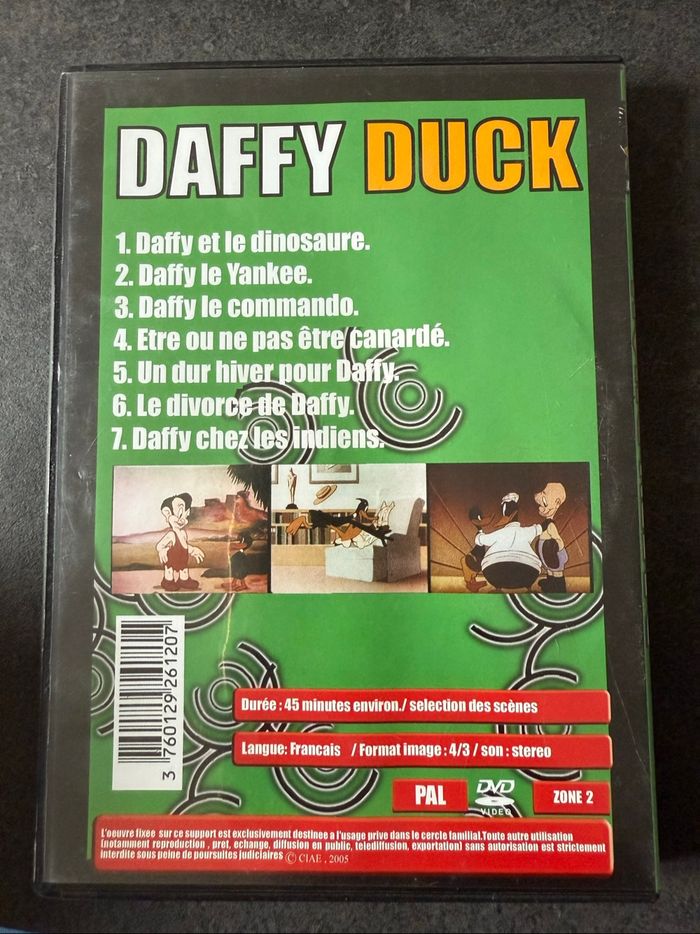 DAFFY DUCK
1. Daffy et le dinosaure.
2. Daffy le Yankee.
3. Daffy le commando.
4. Etre ou ne pas être canardé.
5. Un dur hiver pour Daffy.
6. Le divorce de Daffy.
7. Daffy chez les indiens.
3 760129 261207
Durée : 45 minutes environ./ selection des scènes
Langue: Francais / Format image : 4/3 / son : stereo
PAL DVD VIDEO ZONE 2
L'oeuvre fixee sur ce support est exclusivement destinee a l'usage prive dans le cercle familial.Toute autre utilisation
(notamment reproduction , pret, echange, diffusion en public, telediffusion, exportation) sans autorisation est strictement
interdite sous peine de poursuites judiciaires © CIAE , 2005